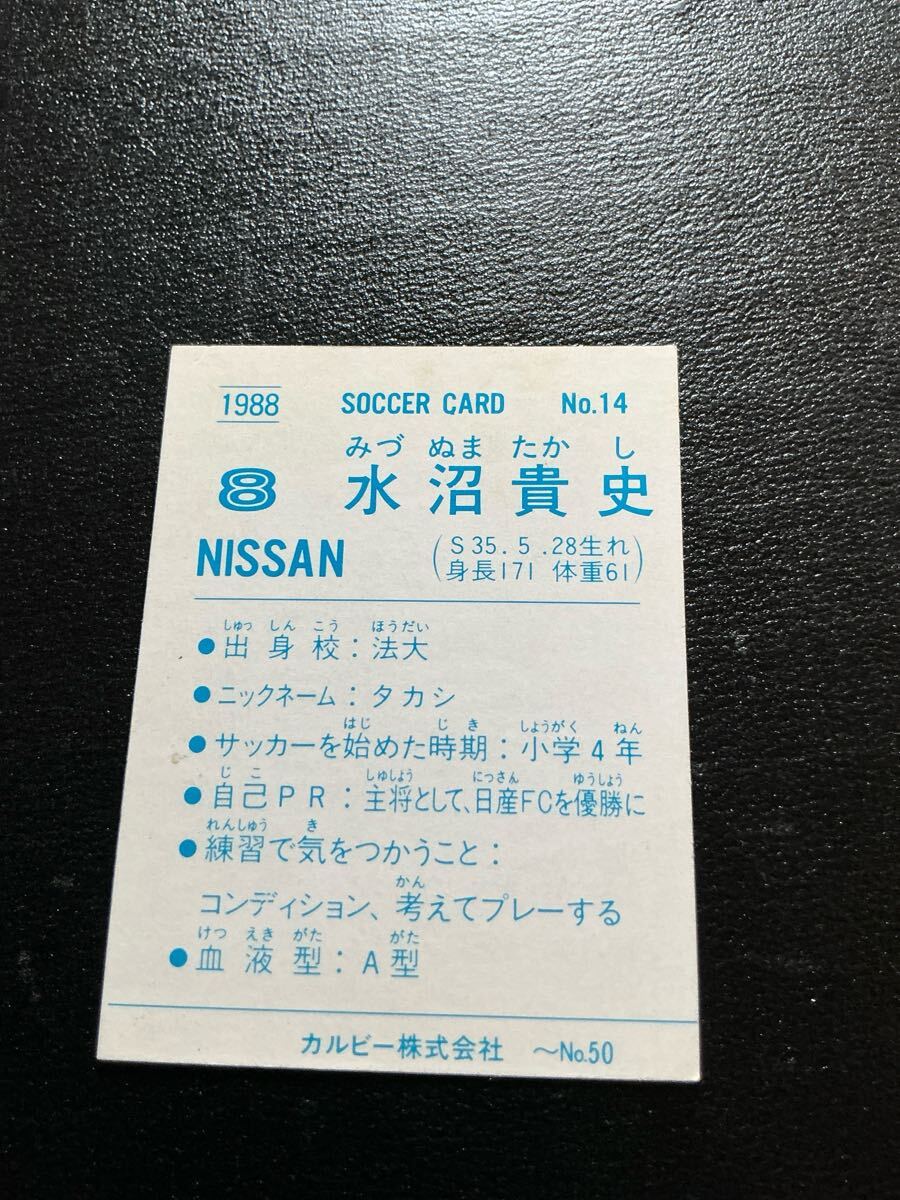 1988 SOCCER CARD No.14
みづ ぬま たか し
8 水沼貴史
NISSAN (S35.5.28生れ
身長171 体重61)
しゅっ しん こう ほうだい
●出身校：法大
●ニックネーム：タカシ
はじ じき しょうがく ねん
●サッカーを始めた時期：小学4年
じこ しゅしょう にっさん ゆうしょう
●自己PR：主将として、日産FCを優勝に
れんしゅう き
●練習で気をつかうこと：
かん
コンディション、考えてプレーする
けつ えき がた がた
●血液型：A型
カルビー株式会社 〜No.50